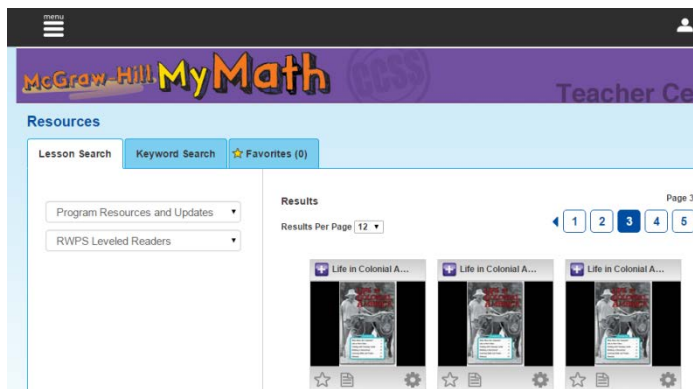 menu
McGraw-Hill My Math
CCSS
Teacher Ce
Resources
Lesson Search
Keyword Search
Favorites (0)
Program Resources and Updates
RWPS Leveled Readers
Results
Page 3
Results Per Page 12
1 2 3 4 5
Life in Colonial A...
Life in Colonial A...
Life in Colonial A...